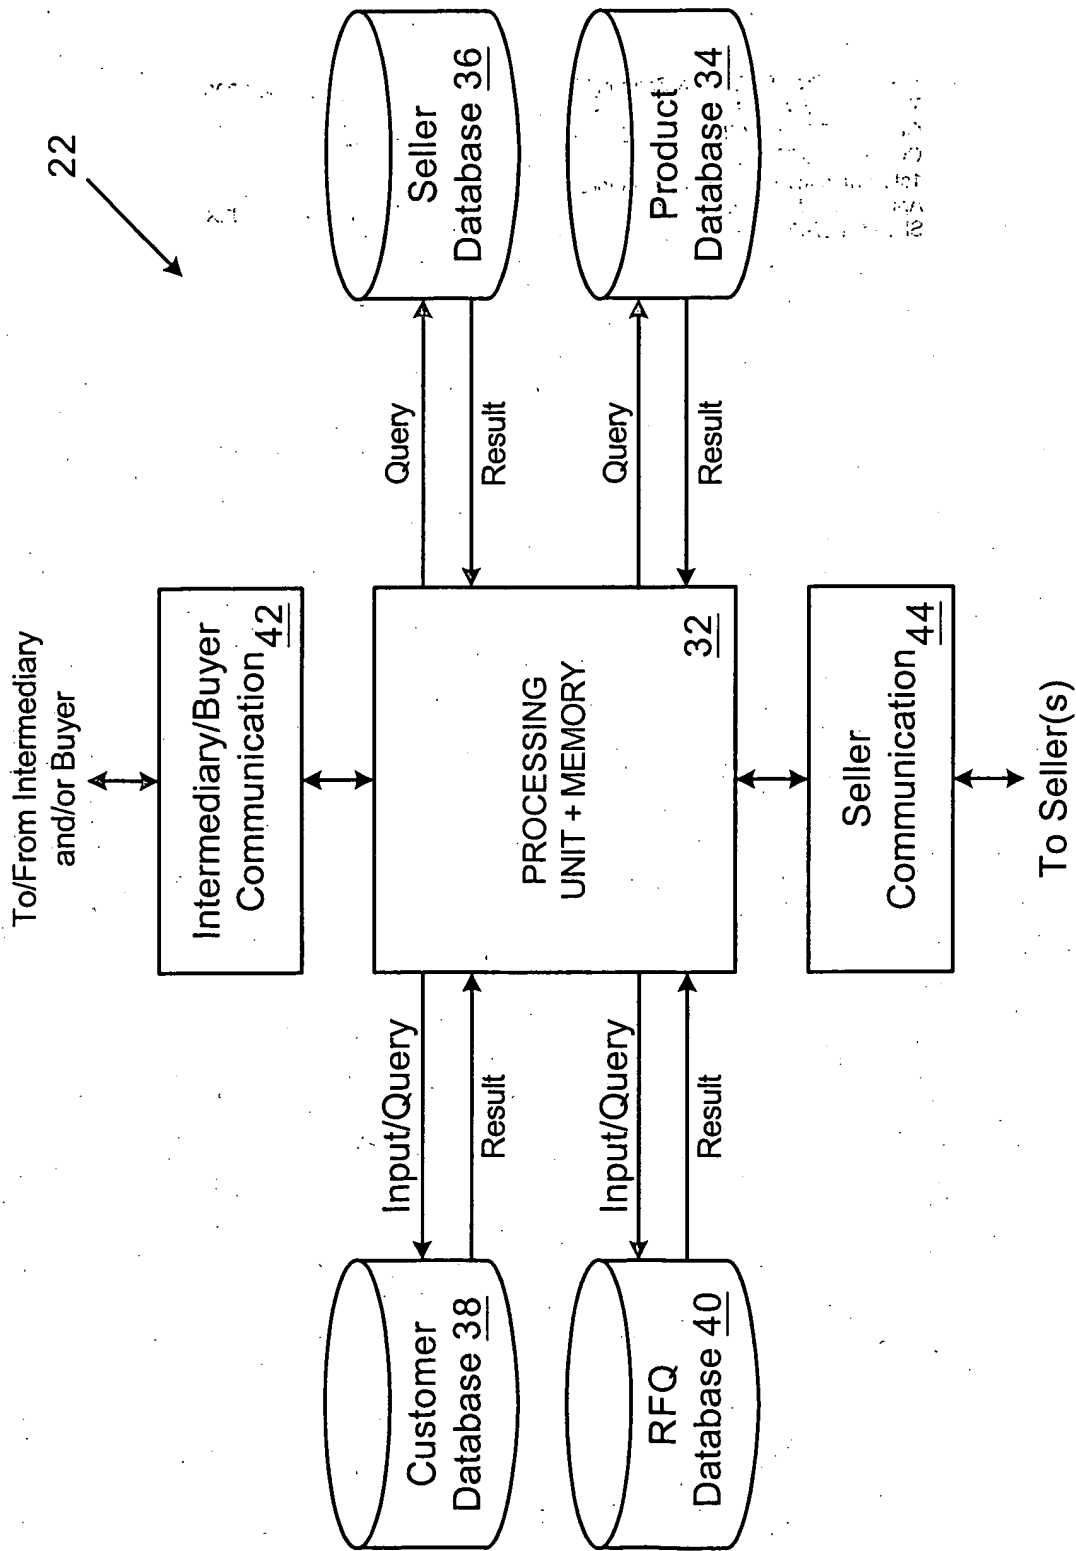 22
To/From Intermediary
and/or Buyer
Intermediary/Buyer
Communication 42
Customer
Database 38
Input/Query
Result
PROCESSING
UNIT + MEMORY
32
Query
Result
Seller
Database 36
RFQ
Database 40
Input/Query
Result
Query
Result
Product
Database 34
Seller
Communication 44
To Seller(s)